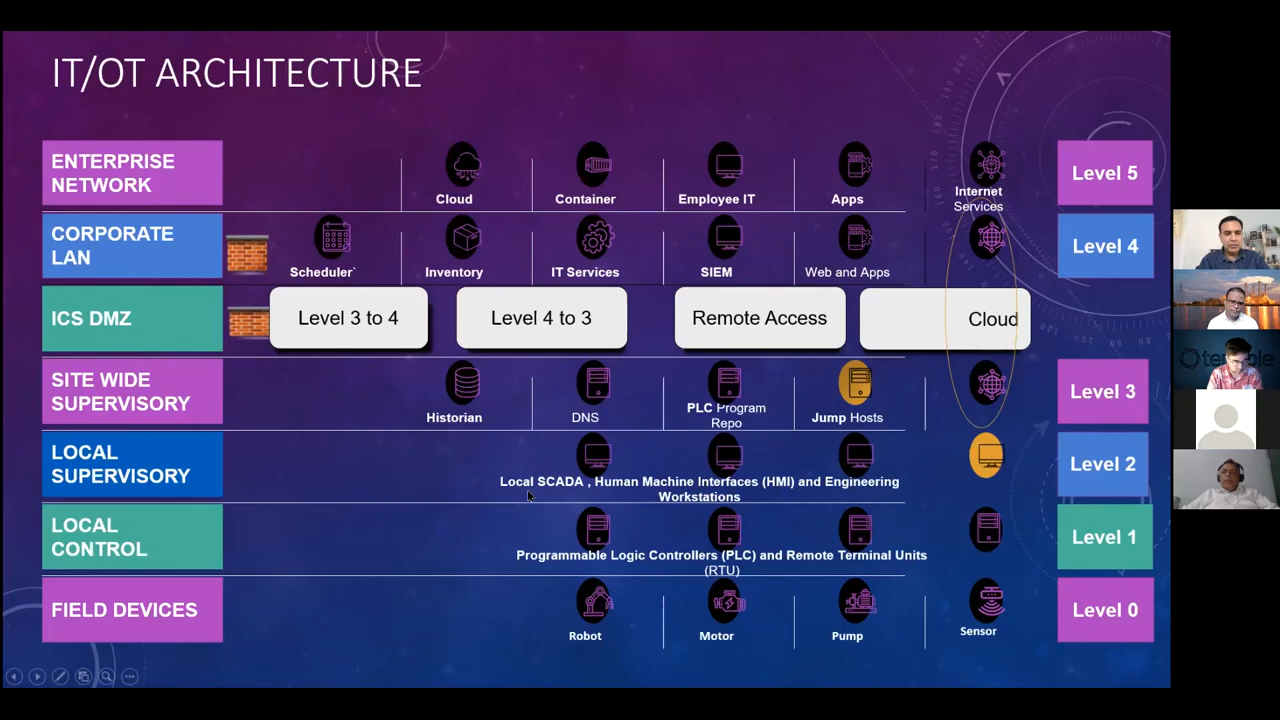 IT/OT ARCHITECTURE
ENTERPRISE
NETWORK
Cloud
Container
Employee IT
Apps
Internet
Services
Level 5
CORPORATE
LAN
Scheduler`
Inventory
IT Services
SIEM
Web and Apps
Level 4
ICS DMZ
Level 3 to 4
Level 4 to 3
Remote Access
Cloud
SITE WIDE
SUPERVISORY
Historian
DNS
PLC Program
Repo
Jump Hosts
Level 3
LOCAL
SUPERVISORY
Local SCADA , Human Machine Interfaces (HMI) and Engineering
Workstations
Level 2
LOCAL
CONTROL
Programmable Logic Controllers (PLC) and Remote Terminal Units
(RTU)
Level 1
FIELD DEVICES
Robot
Motor
Pump
Sensor
Level 0